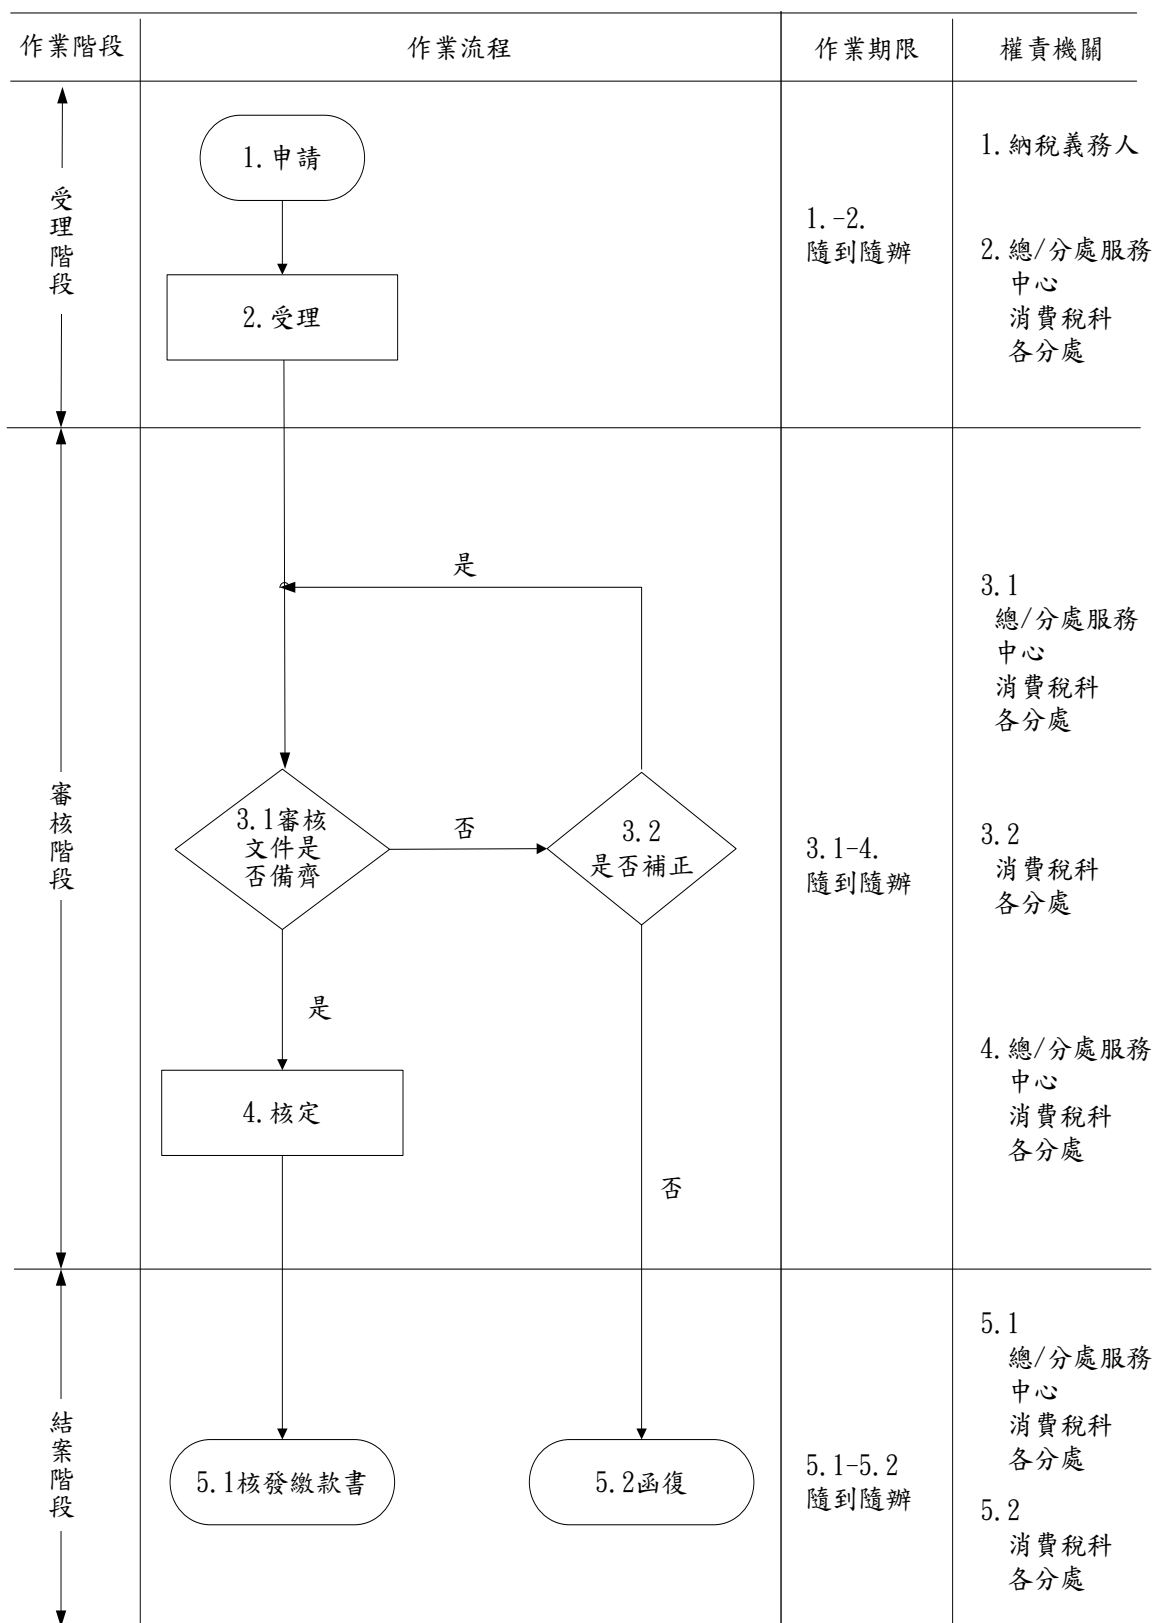 作業階段
作業流程
作業期限
權責機關
受理階段
1.申請
2.受理
1.-2.
隨到隨辦
1.納稅義務人
2.總/分處服務
中心
消費稅科
各分處
審核階段
是
3.1審核
文件是
否備齊
否
3.2
是否補正
是
4.核定
否
3.1-4.
隨到隨辦
3.1
總/分處服務
中心
消費稅科
各分處
3.2
消費稅科
各分處
4.總/分處服務
中心
消費稅科
各分處
結案階段
5.1核發繳款書
5.2函復
5.1-5.2
隨到隨辦
5.1
總/分處服務
中心
消費稅科
各分處
5.2
消費稅科
各分處